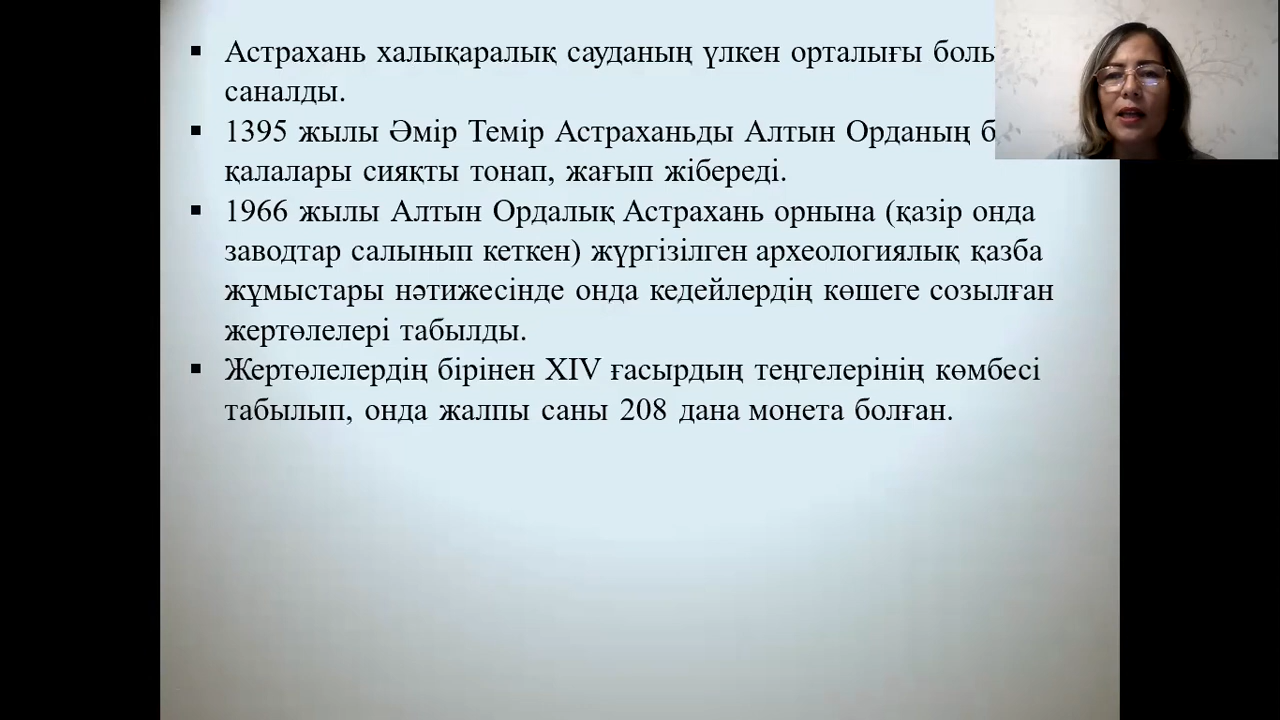 Астрахань халықаралық сауданың үлкен орталығы
саналды.
1395 жылы Әмір Темір Астраханьды Алтын Орданың
қалалары сияқты тонап, жағып жібереді.
1966 жылы Алтын Ордалық Астрахань орнына (қазір онда
заводтар салынып кеткен) жүргізілген археологиялық қазба
жұмыстары нәтижесінде онда кедейлердің көшеге созылған
жертөлелері табылды.
Жертөлелердің бірінен XIV ғасырдың теңгелерінің көмбесі
табылып, онда жалпы саны 208 дана монета болған.